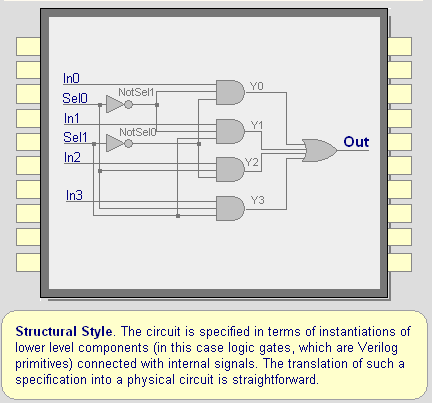 In0
NotSel1
Y0
Sel0
In1
Y1
NotSel0
Sel1
Out
In2
Y2
In3
Y3
Structural Style. The circuit is specified in terms of instantiations of
lower level components (in this case logic gates, which are Verilog
primitives) connected with internal signals. The translation of such a
specification into a physical circuit is straightforward.